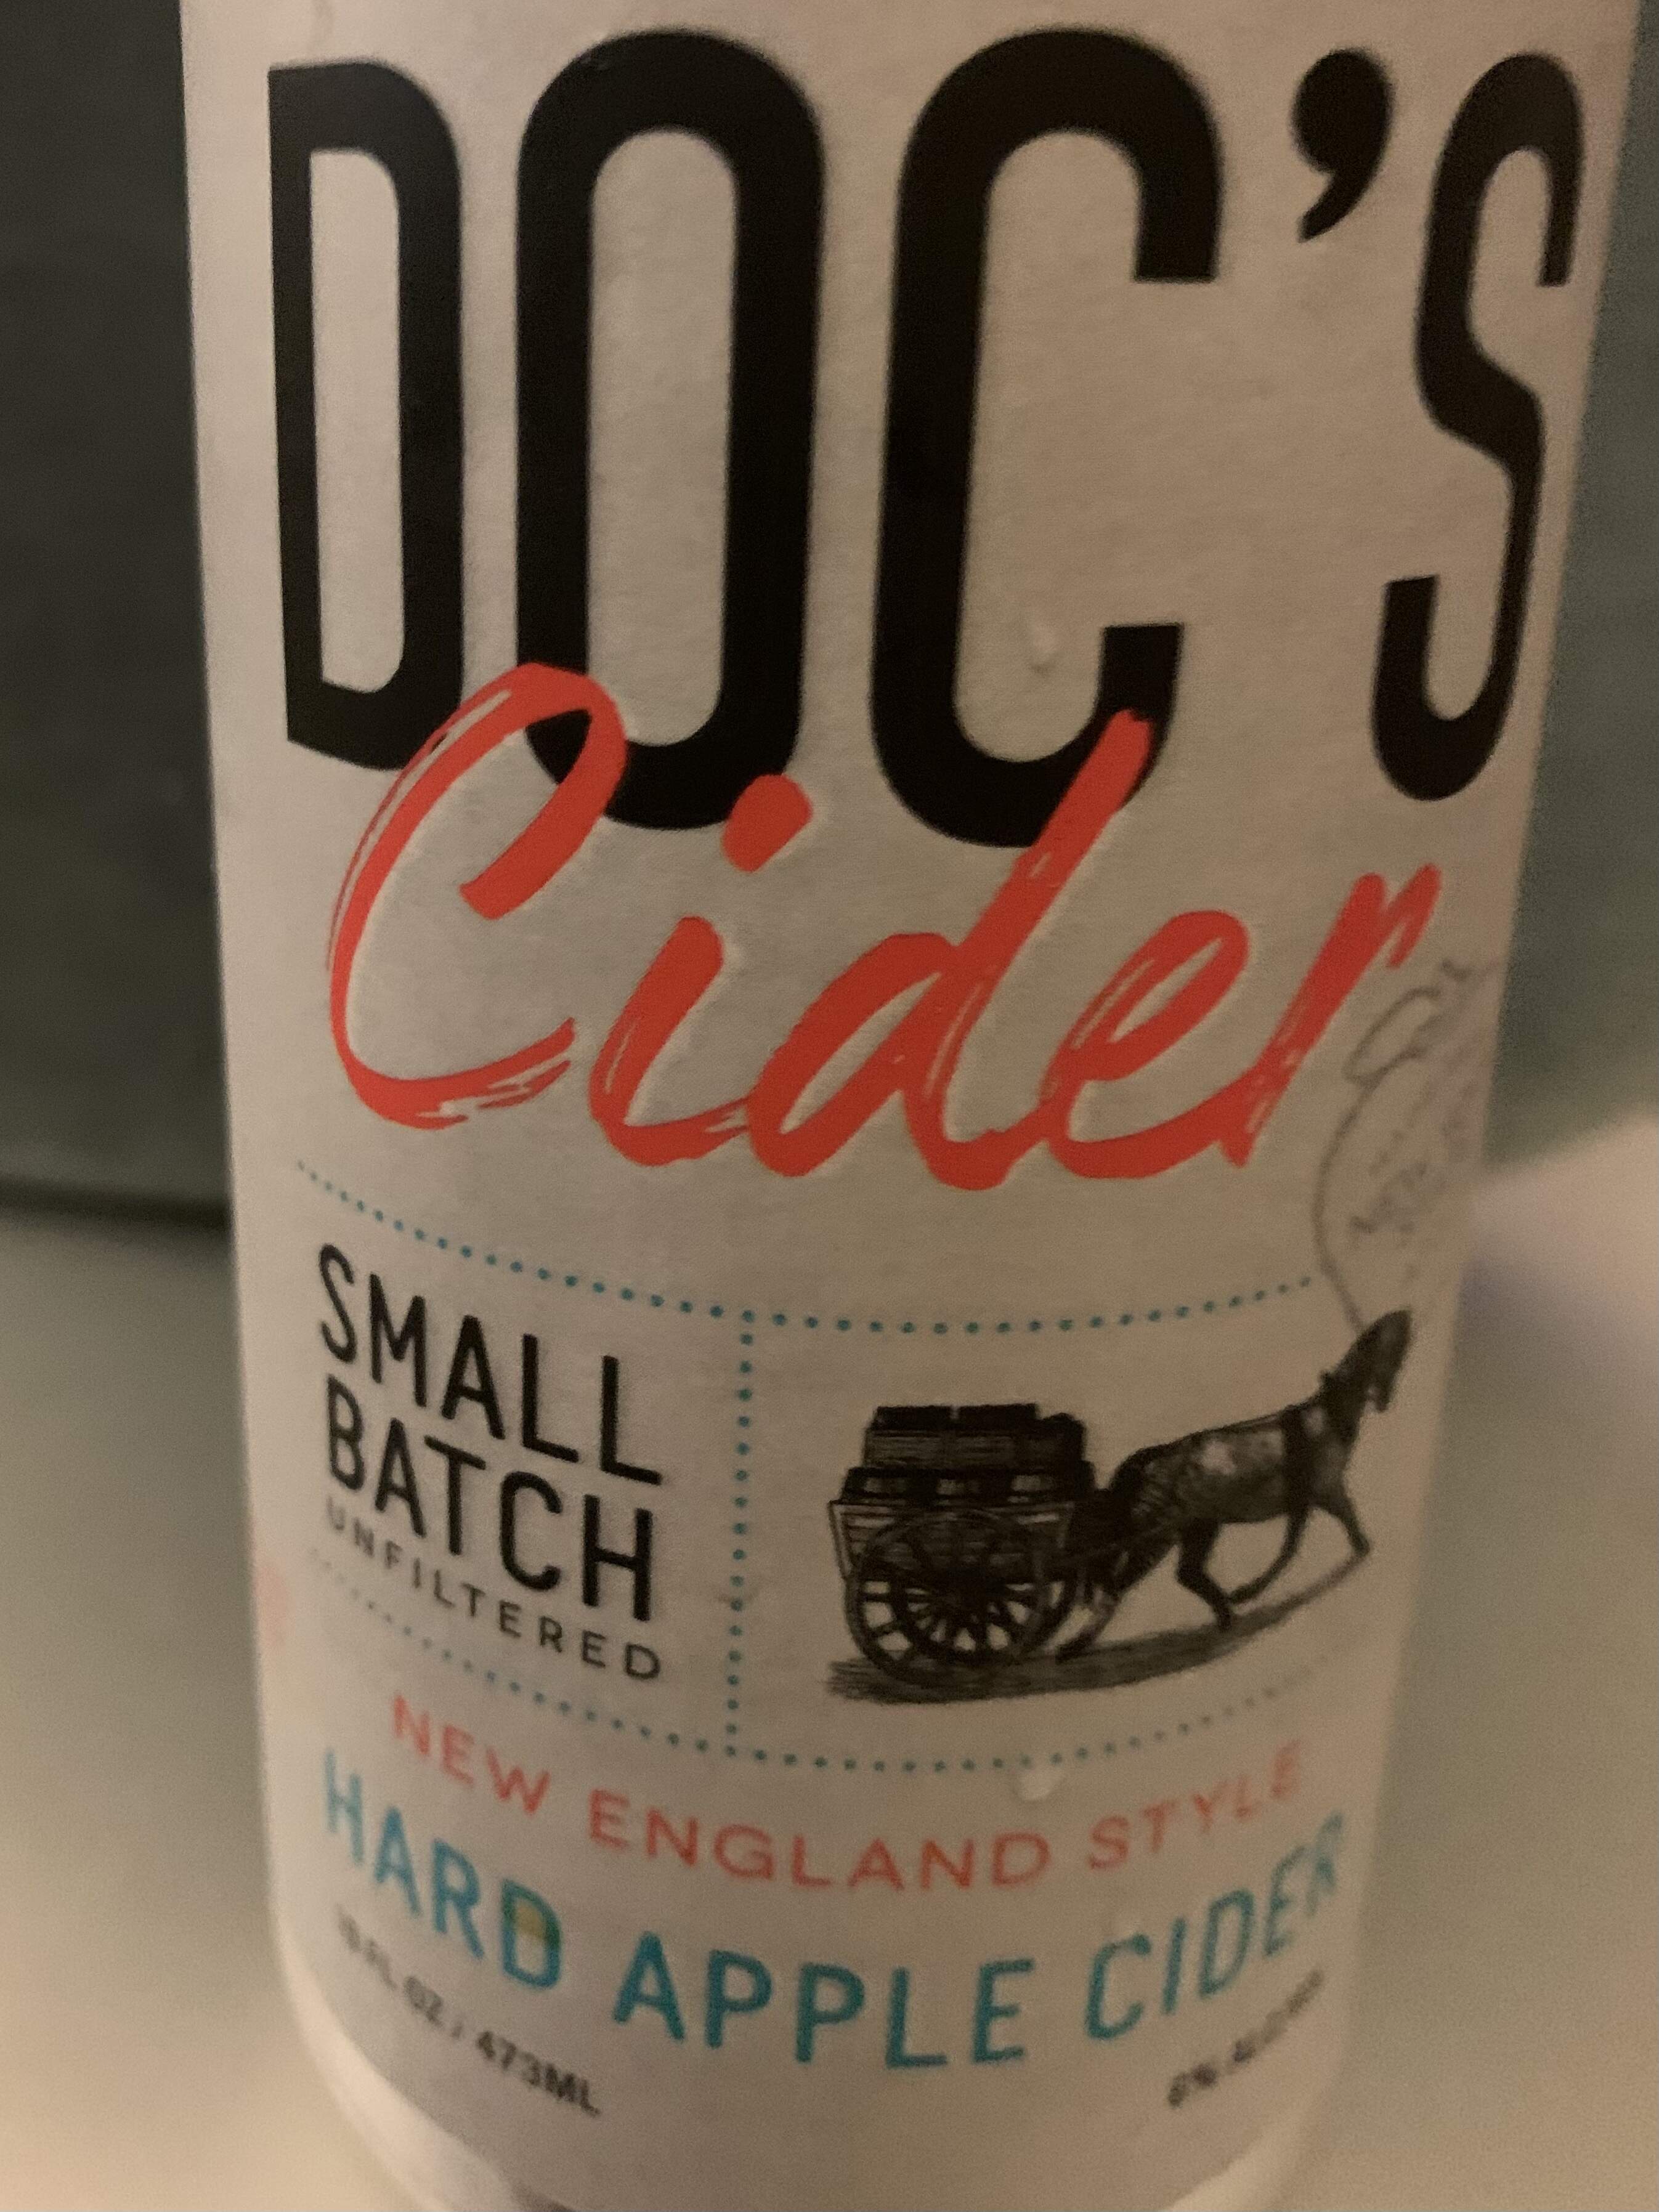 DOC'S
Cider
SMALL
BATCH
UNFILTERED
NEW ENGLAND STYLE
HARD APPLE CIDER
16 FL OZ / 473ML